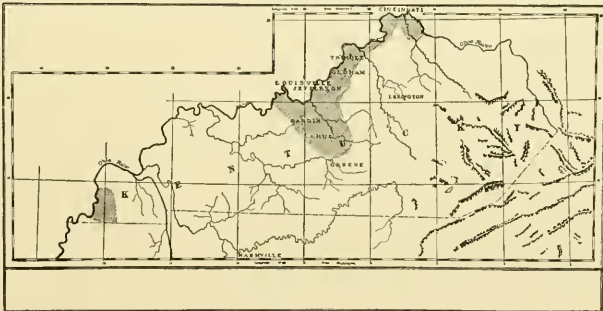 CINCINNATI
Ohio River
TRIMBLE
OLDHAM
LOUISVILLE
JEFFERSON
LEXINGTON
HARDIN
LARUE
GREENE
Ohio River
K E N T U C K Y
NASHVILLE